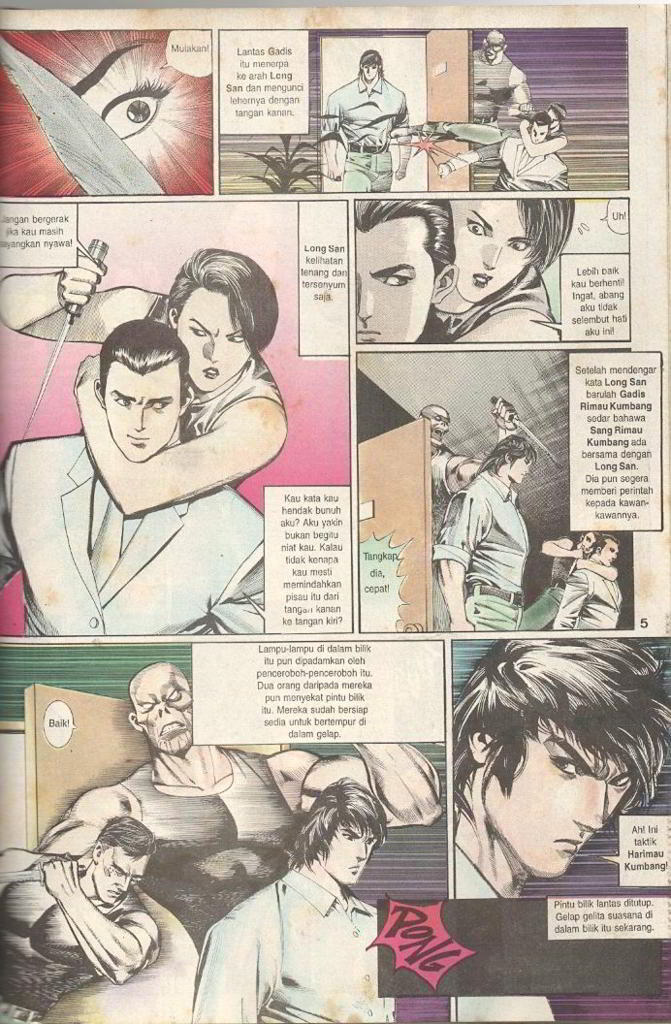 Mulakan!
Lantas Gadis
itu menerpa
ke arah Long
San dan mengunci
lehernya dengan
tangan kanan.
Jangan bergerak
jika kau masih
sayangkan nyawa!
Long San
kelihatan
tenang dan
tersenyum
saja.
Uh!
Lebih baik
kau berhenti!
Ingat, abang
aku tidak
selembut hati
aku ini!
Kau kata kau
hendak bunuh
aku? Aku yakin
bukan begitu
niat kau. Kalau
tidak kenapa
kau mesti
memindahkan
pisau itu dari
tangan kanan
ke tangan kiri?
Setelah mendengar
kata Long San
barulah Gadis
Rimau Kumbang
sedar bahawa
Sang Rimau
Kumbang ada
bersama dengan
Long San.
Dia pun segera
memberi perintah
kepada kawan-
kawannya.
Tangkap
dia,
cepat!
5
Lampu-lampu di dalam bilik
itu pun dipadamkan oleh
penceroboh-penceroboh itu.
Dua orang daripada mereka
pun menyekat pintu bilik
itu. Mereka sudah bersiap
sedia untuk bertempur di
dalam gelap.
Baik!
Ah! Ini
taktik
Harimau
Kumbang!
Pintu bilik lantas ditutup.
Gelap gelita suasana di
dalam bilik itu sekarang.
PONG